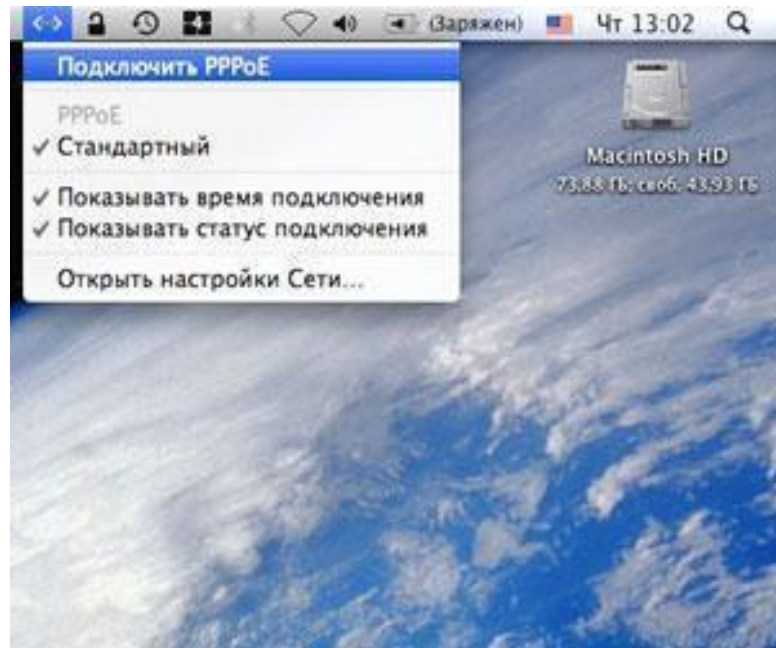 4 (Заряжен) Чт 13:02
Подключить PPPoE
PPPoE
Стандартный
Показывать время подключения
Показывать статус подключения
Открыть настройки Сети...
Macintosh HD
73,88 ГБ; своб. 43,93 ГБ